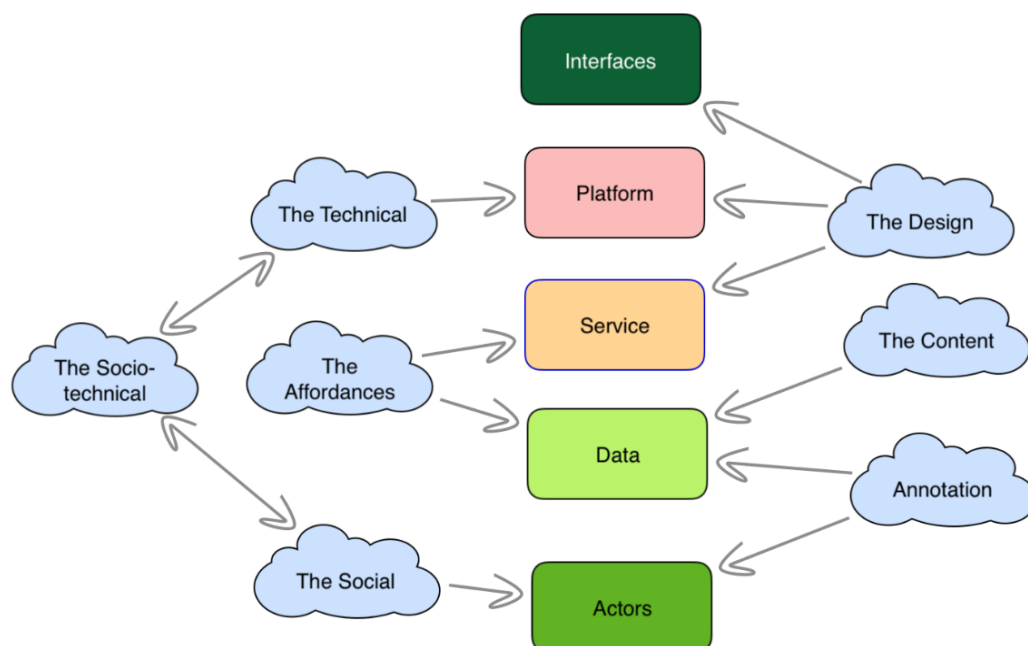 Interfaces
The Technical
Platform
The Design
The Socio-
technical
The
Affordances
Service
The Content
Data
Annotation
The Social
Actors